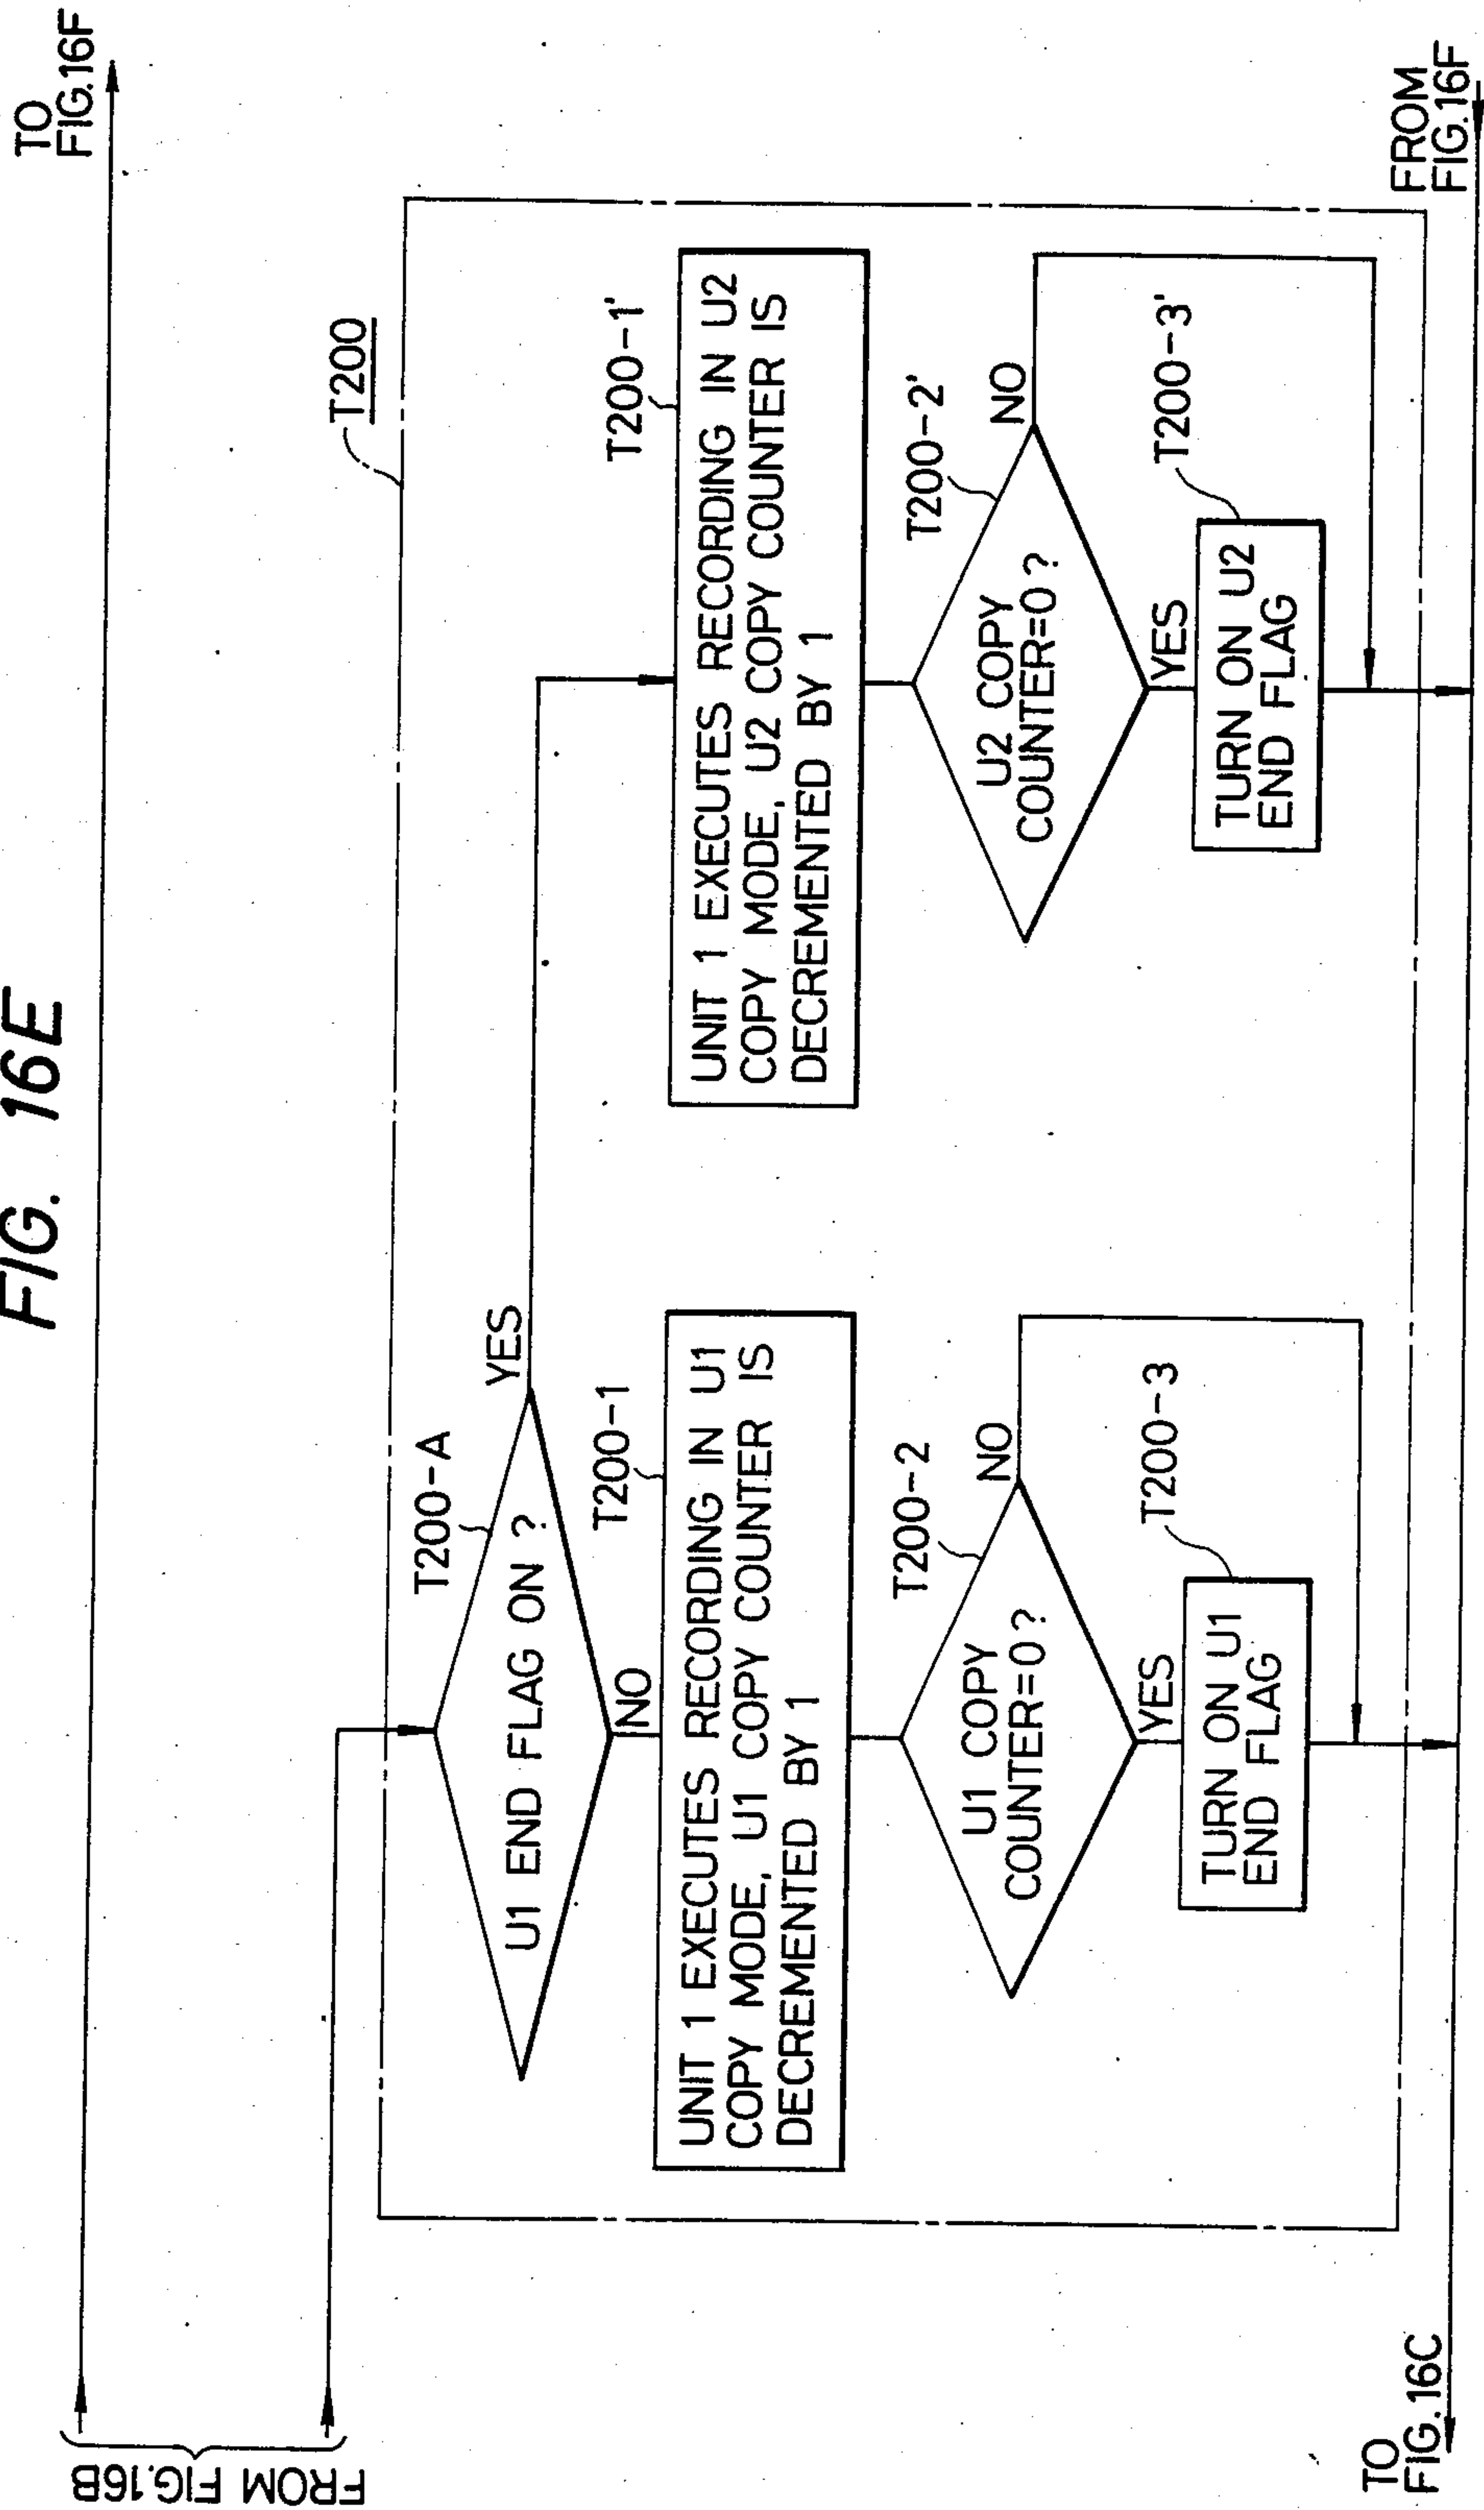 FIG. 16E
FROM FIG.16B
TO
FIG.16F
T200
T200-A
U1 END FLAG ON ?
YES
NO
T200-1
UNIT 1 EXECUTES RECORDING IN U1
COPY MODE, U1 COPY COUNTER IS
DECREMENTED BY 1
T200-2
U1 COPY
COUNTER=0 ?
NO
YES
T200-3
TURN ON U1
END FLAG
T200-1'
UNIT 1 EXECUTES RECORDING IN U2
COPY MODE, U2 COPY COUNTER IS
DECREMENTED BY 1
T200-2'
U2 COPY
COUNTER=0 ?
NO
YES
T200-3'
TURN ON U2
END FLAG
TO
FIG.16C
FROM
FIG.16F